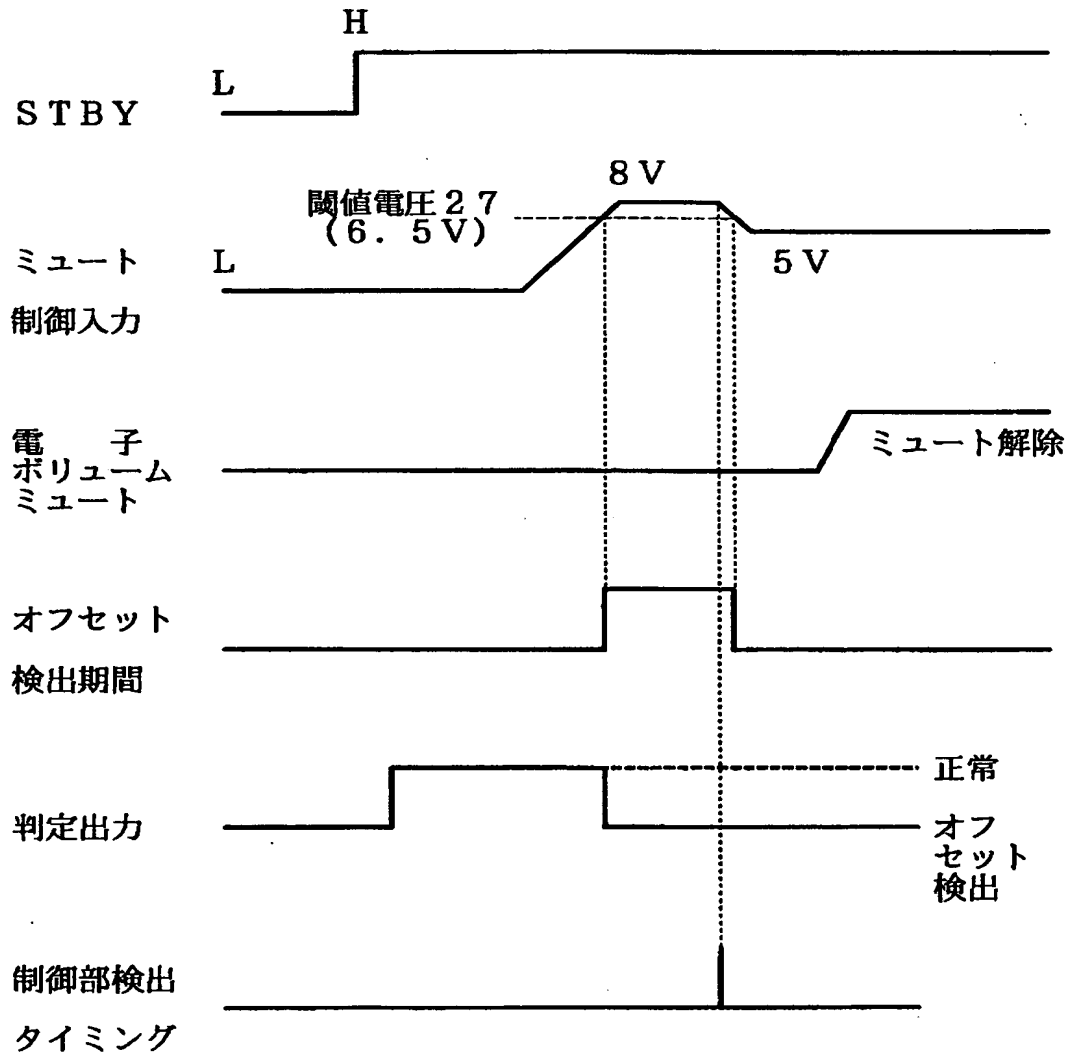 H
L
STBY
8V
閾値電圧27
(6.5V)
ミュート
制御入力
L
5V
電子
ボリューム
ミュート
ミュート解除
オフセット
検出期間
正常
判定出力
オフ
セット
検出
制御部検出
タイミング